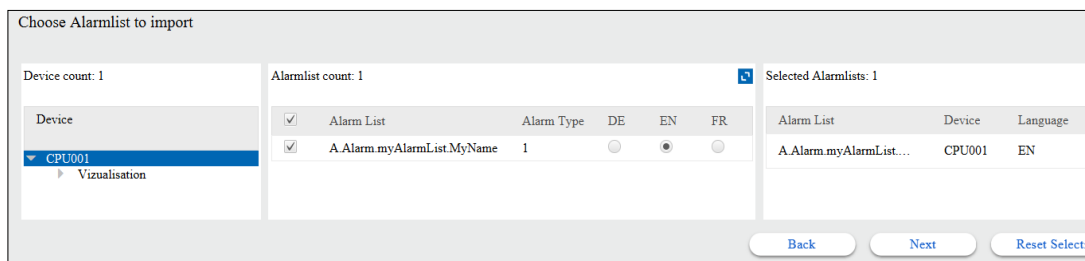 Choose Alarmlist to import
Device count: 1
Alarmlist count: 1
Selected Alarmlists: 1
Device
Alarm List Alarm Type DE EN FR
Alarm List Device Language
CPU001
A.Alarm.myAlarmList.MyName 1
A.Alarm.myAlarmList.... CPU001 EN
Vizualisation
Back Next Reset Select